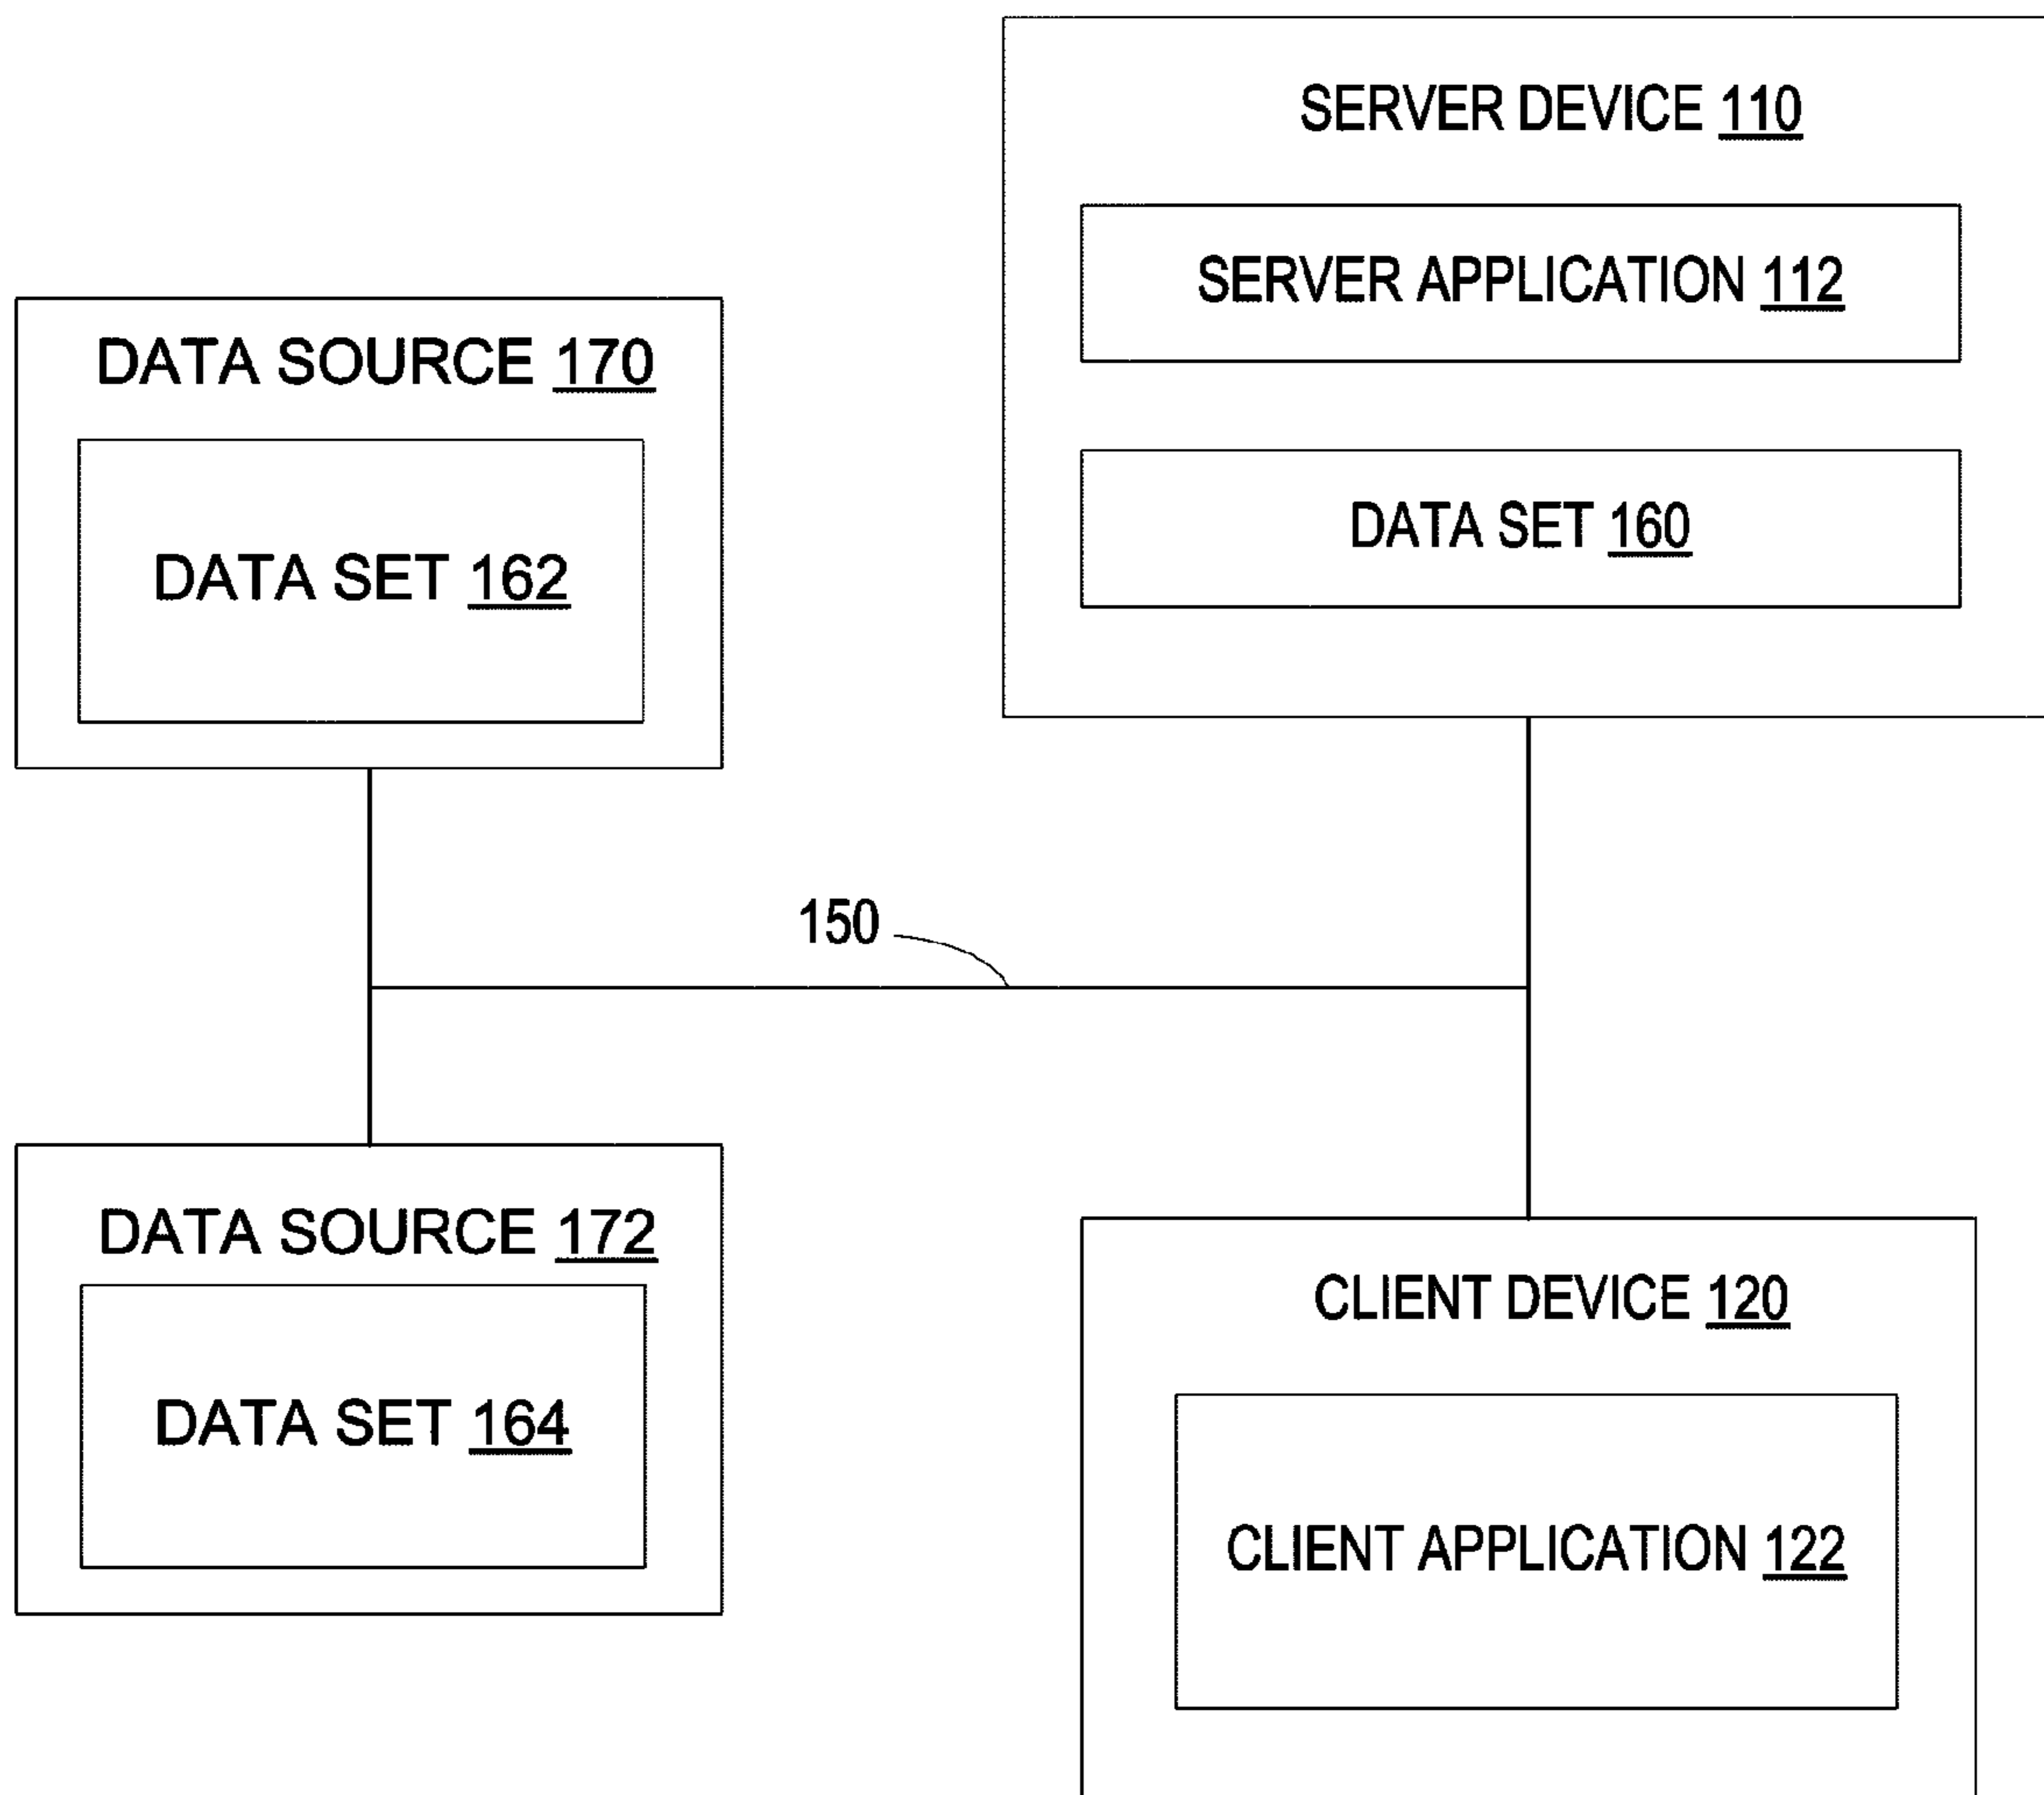 SERVER DEVICE 110
SERVER APPLICATION 112
DATA SET 160
DATA SOURCE 170
DATA SET 162
150
DATA SOURCE 172
DATA SET 164
CLIENT DEVICE 120
CLIENT APPLICATION 122